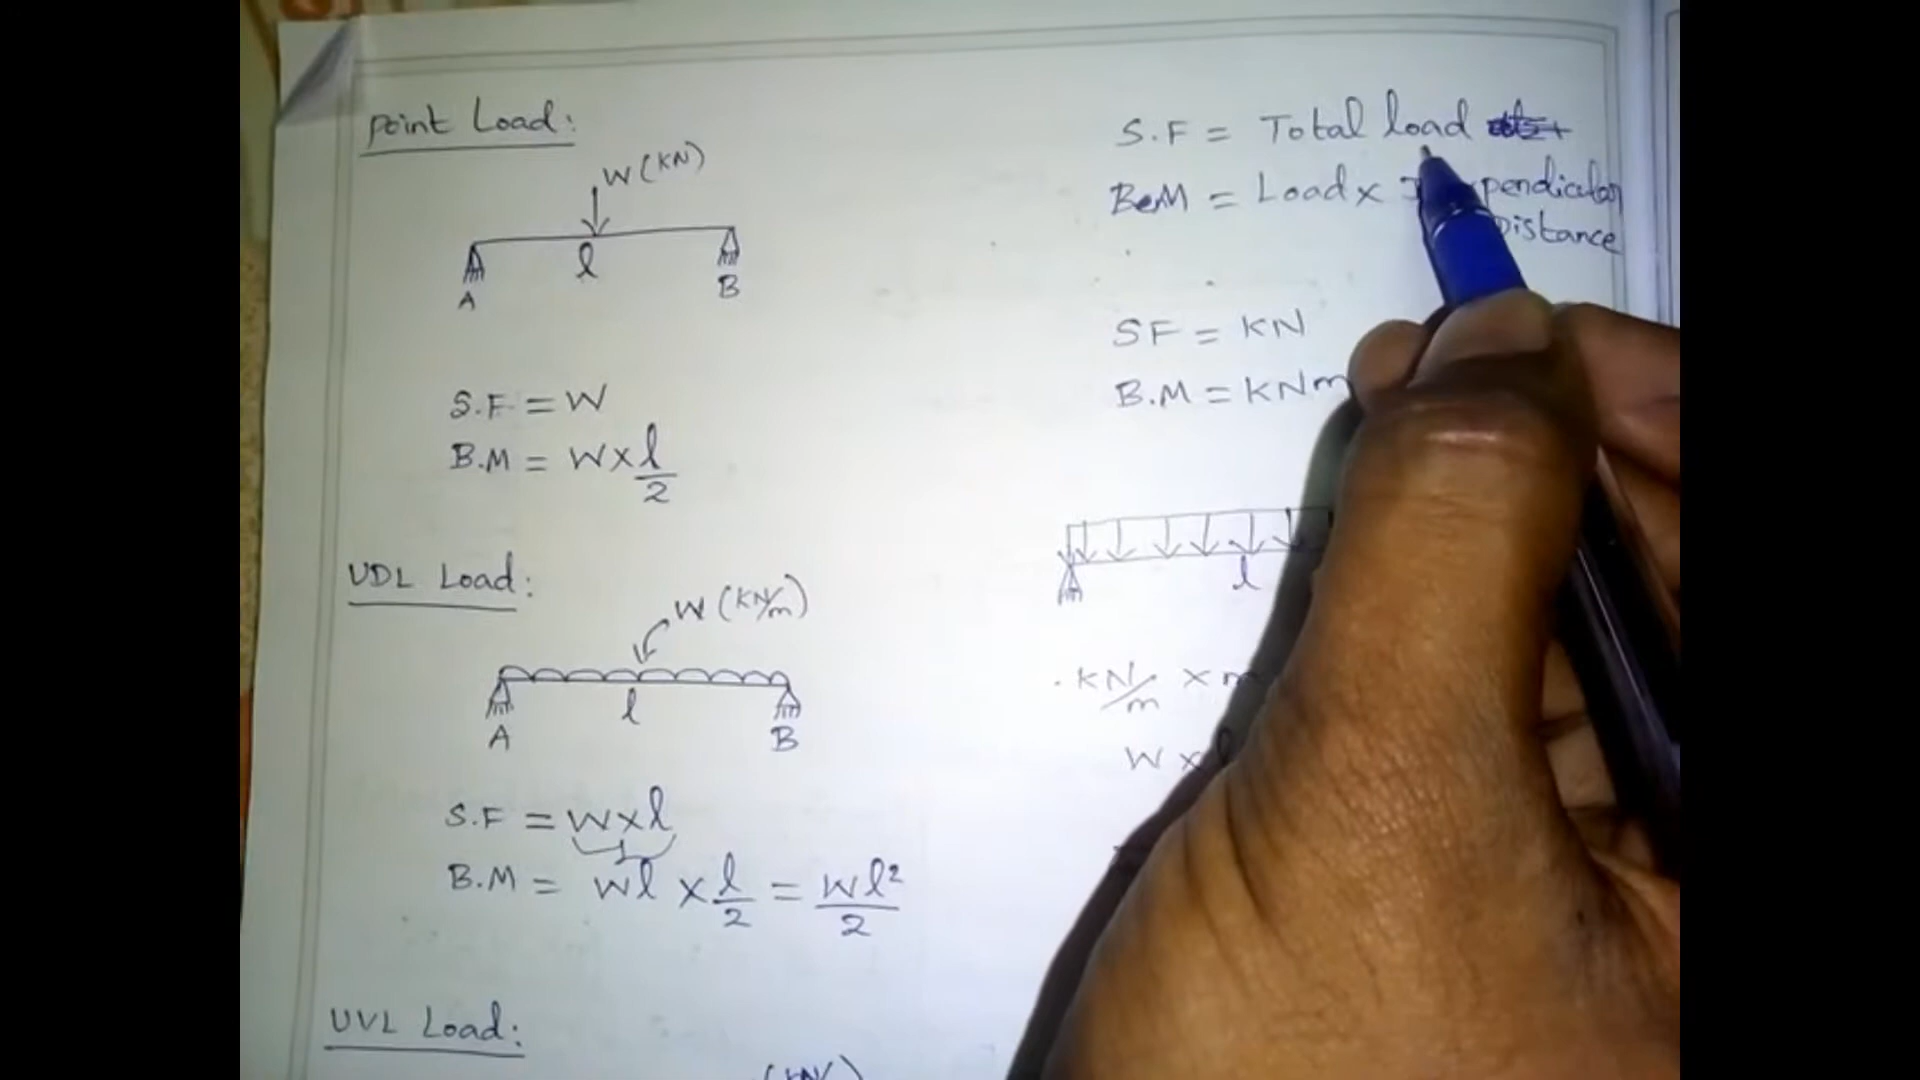 Point Load:
W (KN)
l
A
B
S.F = W
B.M = W x l/2
UDL Load:
W (KN/m)
l
A
B
S.F = W x l
B.M = Wl x l/2 = Wl²/2
UVL Load:
(KN/
S.F = Total load
B.M = Load x
Distance
SF = KN
B.M = KNm
l
KN/m x m
W x